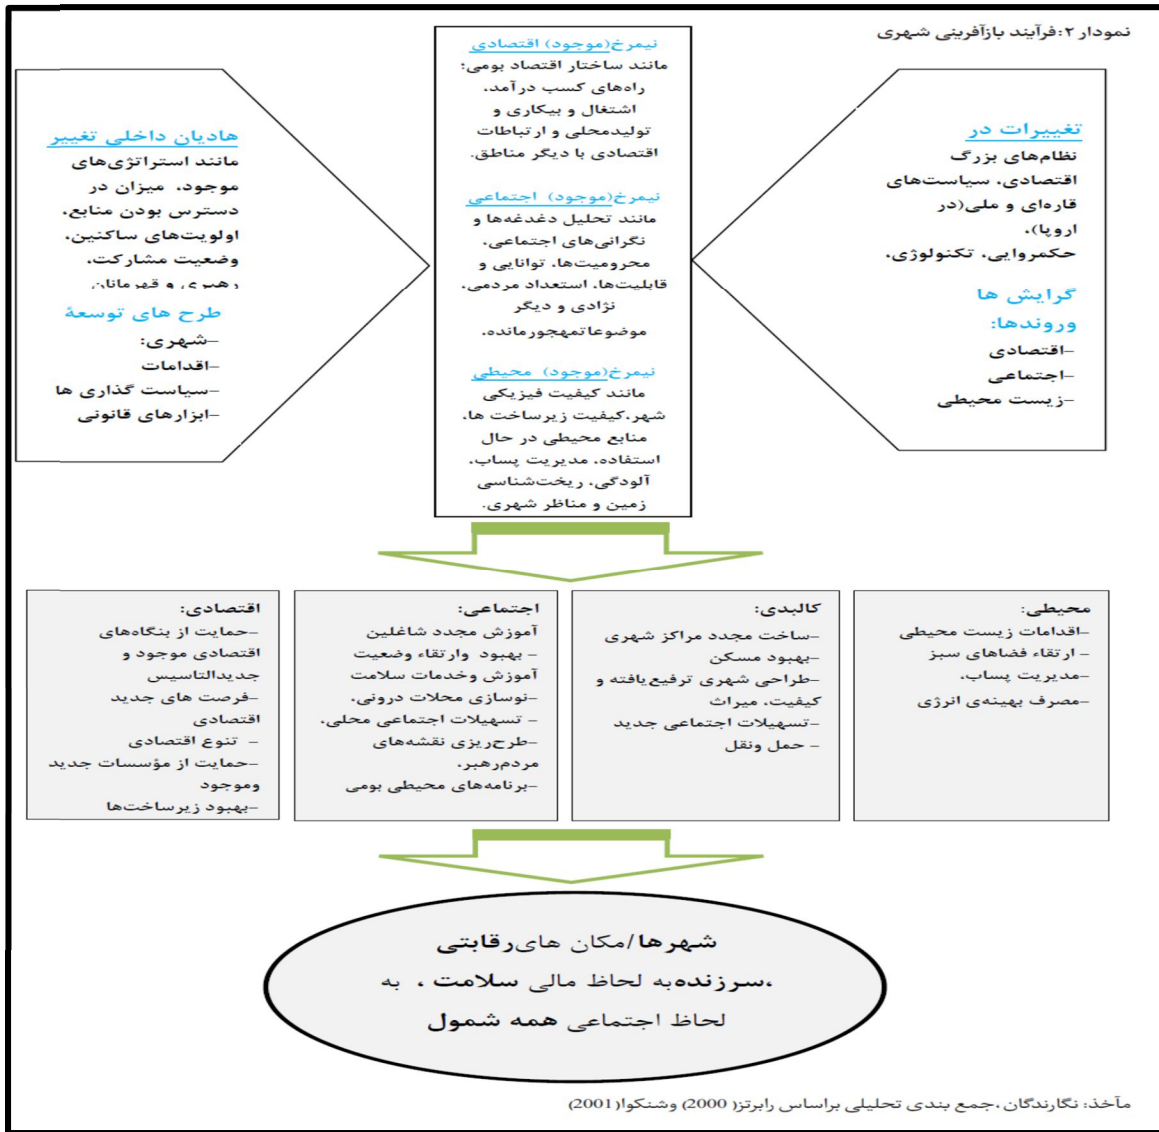 نمودار ۲:فرآیند بازآفرینی شهری
تغییرات در
نظام‌های بزرگ
اقتصادی، سیاست‌های
قاره‌ای و ملی(در
اروپا)،
حکمروایی، تکنولوژی،
گرایش ها
وروندها:
–اقتصادی
–اجتماعی
–زیست محیطی
نیمرخ(موجود) اقتصادی
مانند ساختار اقتصاد بومی؛
راه‌های کسب درآمد،
اشتغال و بیکاری و
تولیدمحلی و ارتباطات
اقتصادی با دیگر مناطق.
نیمرخ(موجود) اجتماعی
مانند تحلیل دغدغه‌ها و
نگرانی‌های اجتماعی،
محرومیت‌ها، توانایی و
قابلیت‌ها، استعداد مردمی،
نژادی و دیگر
موضوعاتمهجورمانده.
نیمرخ(موجود) محیطی
مانند کیفیت فیزیکی
شهر،کیفیت زیرساخت ها،
منابع محیطی در حال
استفاده، مدیریت پساب،
آلودگی، ریخت‌شناسی
زمین و مناظر شهری.
هادیان داخلی تغییر
مانند استراتژی‌های
موجود، میزان در
دسترس بودن منابع،
اولویت‌های ساکنین،
وضعیت مشارکت،
رهبری و قهرمانان
طرح های توسعۀ
–شهری:
–اقدامات
–سیاست گذاری ها
–ابزارهای قانونی
محیطی:
–اقدامات زیست محیطی
– ارتقاء فضاهای سبز
–مدیریت پساب،
–مصرف بهینه‌ی انرژی
کالبدی:
–ساخت مجدد مراکز شهری
–بهبود مسکن
–طراحی شهری ترفیع‌یافته و
کیفیت، میراث
–تسهیلات اجتماعی جدید
– حمل ونقل
اجتماعی:
آموزش مجدد شاغلین
– بهبود وارتقاء وضعیت
آموزش وخدمات سلامت
–نوسازی محلات درونی،
– تسهیلات اجتماعی محلی،
–طرح‌ریزی نقشه‌های
مردم‌رهبر،
–برنامه‌های محیطی بومی
اقتصادی:
–حمایت از بنگاه‌های
اقتصادی موجود و
جدیدالتاسیس
–فرصت های جدید
اقتصادی
– تنوع اقتصادی
–حمایت از مؤسسات جدید
وموجود
–بهبود زیرساخت‌ها
شهرها/مکان های‌رقابتی
،سرزنده‌به لحاظ مالی سلامت ، به
لحاظ اجتماعی همه شمول
مآخذ: نگارندگان ،جمع بندی تحلیلی براساس رابرتز( 2000) وشنکوا( 2001)